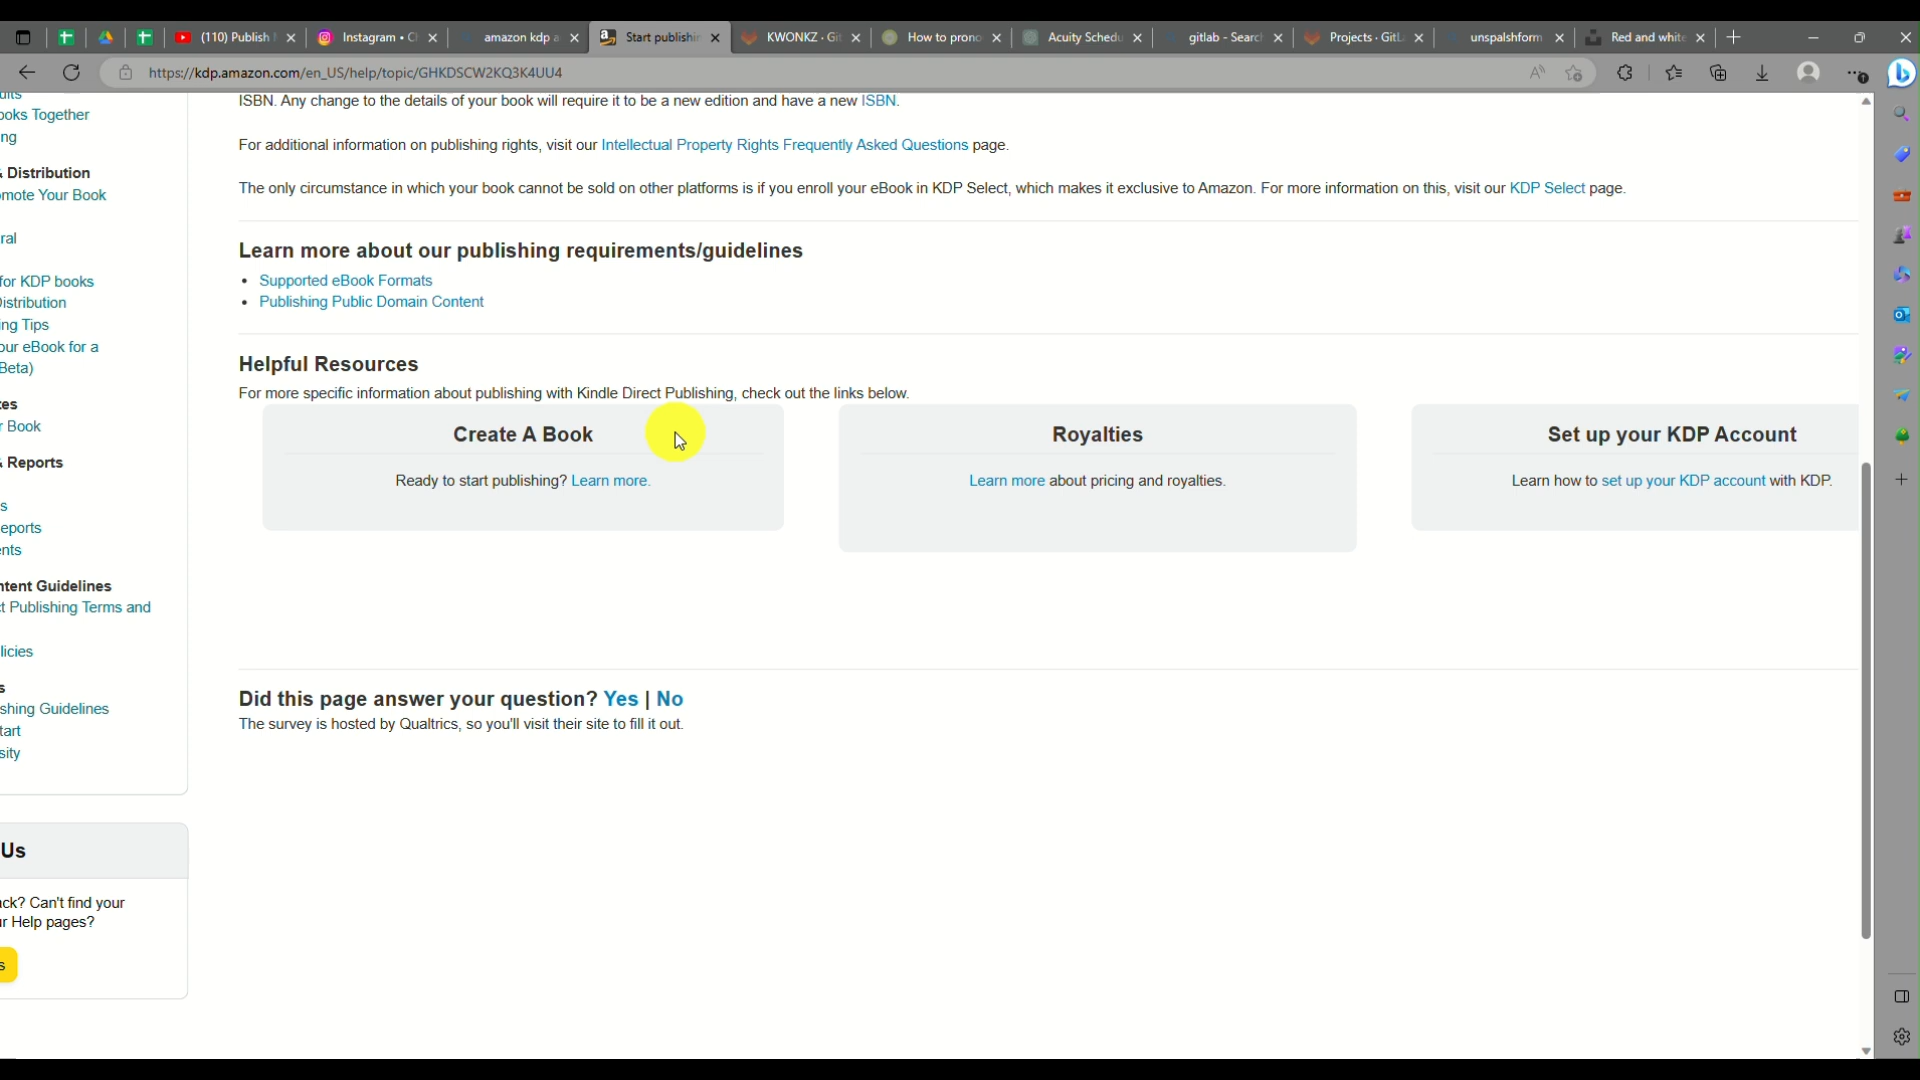 (110) Publish
Instagram • C
amazon kdp a
Start publishin
KWONKZ · Git
How to prono
Acuity Schedu
gitlab - Search
Projects · GitL
unspalshform
Red and white
https://kdp.amazon.com/en_US/help/topic/GHKDSCW2KQ3K4UU4
ooks Together
ng
& Distribution
mote Your Book
ral
for KDP books
Distribution
ing Tips
our eBook for a
Beta)
es
r Book
& Reports
s
eports
ents
ntent Guidelines
ct Publishing Terms and
licies
s
shing Guidelines
tart
sity
Us
ack? Can't find your
ur Help pages?
s
ISBN. Any change to the details of your book will require it to be a new edition and have a new ISBN.
For additional information on publishing rights, visit our Intellectual Property Rights Frequently Asked Questions page.
The only circumstance in which your book cannot be sold on other platforms is if you enroll your eBook in KDP Select, which makes it exclusive to Amazon. For more information on this, visit our KDP Select page.
Learn more about our publishing requirements/guidelines
• Supported eBook Formats
• Publishing Public Domain Content
Helpful Resources
For more specific information about publishing with Kindle Direct Publishing, check out the links below.
Create A Book
Ready to start publishing? Learn more.
Royalties
Learn more about pricing and royalties.
Set up your KDP Account
Learn how to set up your KDP account with KDP.
Did this page answer your question? Yes | No
The survey is hosted by Qualtrics, so you'll visit their site to fill it out.